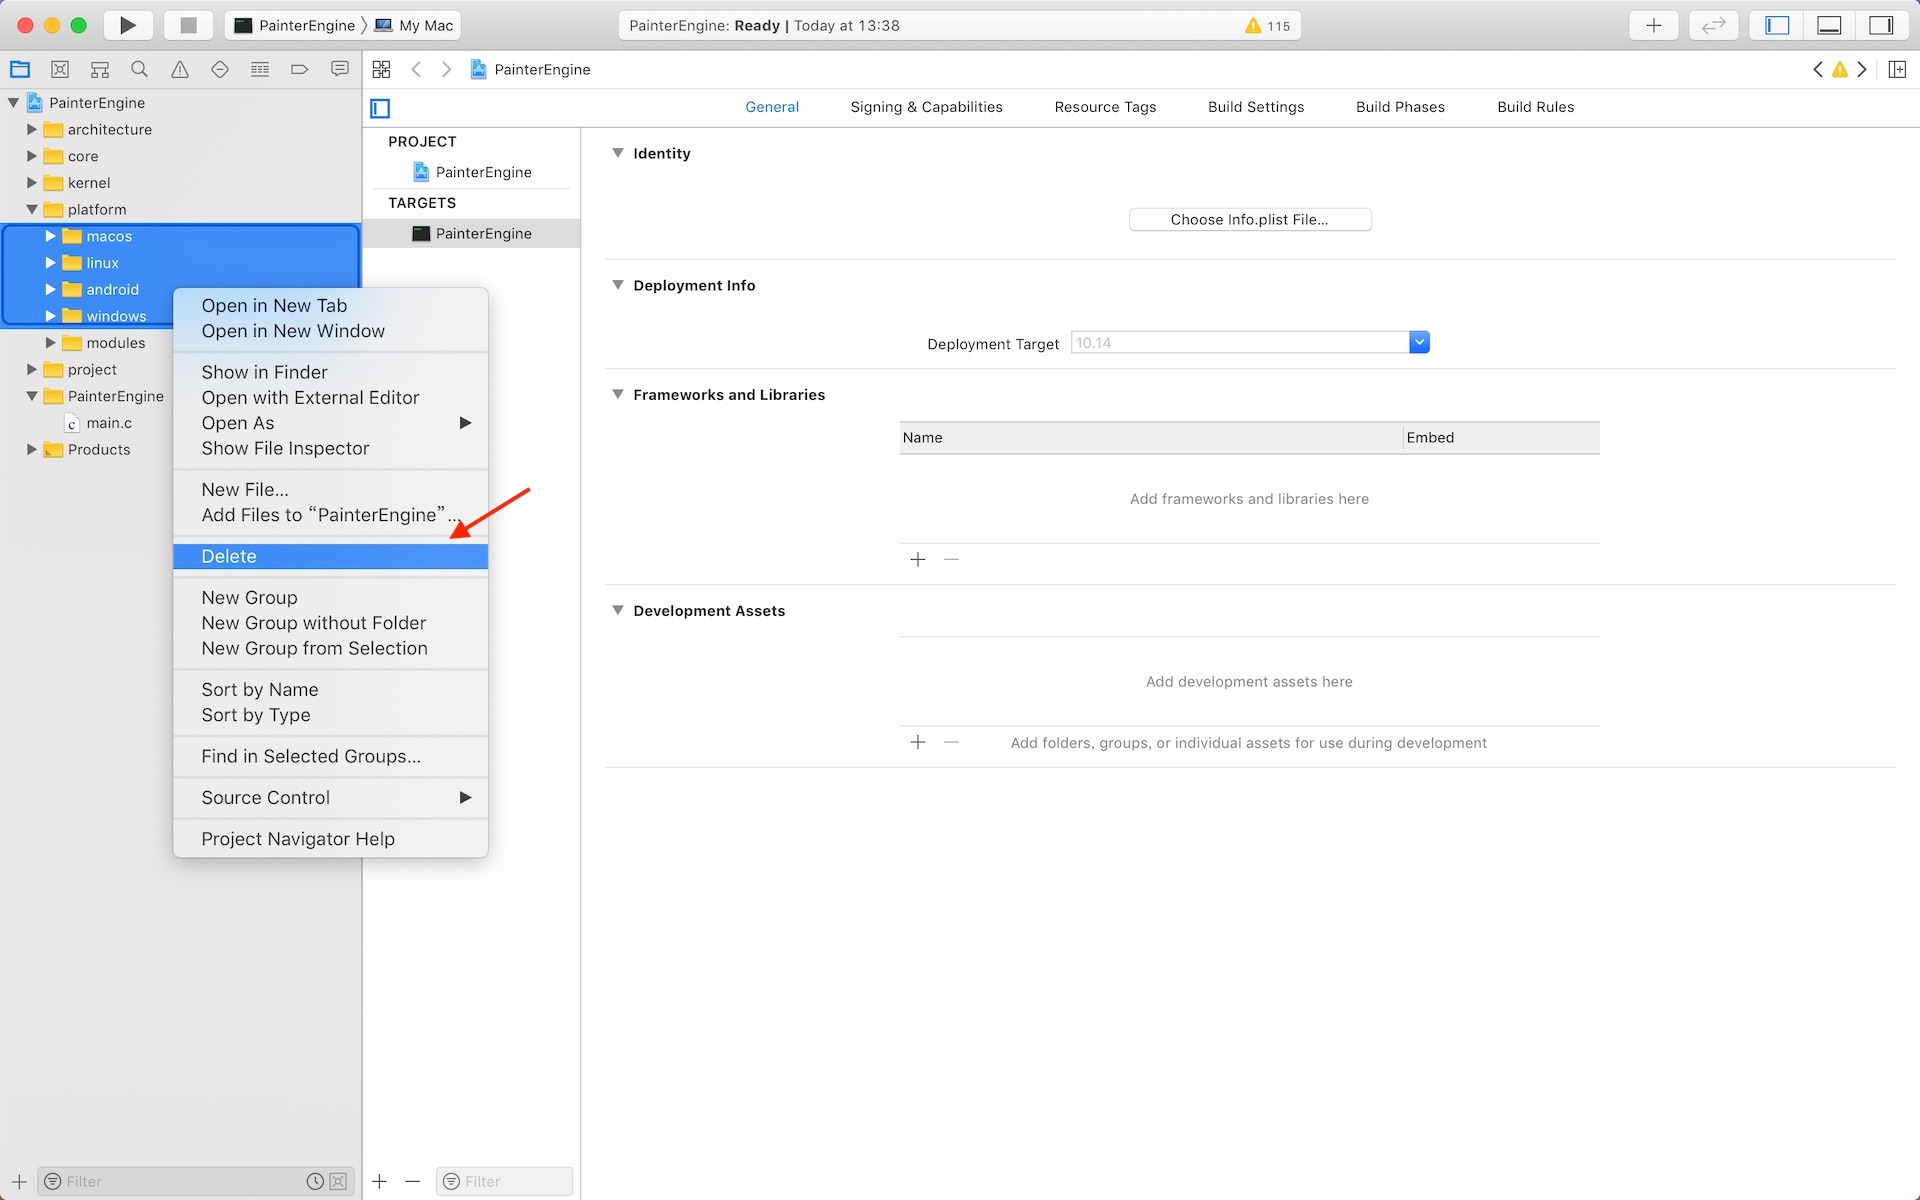 PainterEngine My Mac
PainterEngine: Ready | Today at 13:38
115
PainterEngine
General
Signing & Capabilities
Resource Tags
Build Settings
Build Phases
Build Rules
PainterEngine
architecture
core
kernel
platform
macos
linux
android
windows
modules
project
PainterEngine
c main.c
Products
Open in New Tab
Open in New Window
Show in Finder
Open with External Editor
Open As
Show File Inspector
New File...
Add Files to “PainterEngine”...
Delete
New Group
New Group without Folder
New Group from Selection
Sort by Name
Sort by Type
Find in Selected Groups...
Source Control
Project Navigator Help
PROJECT
PainterEngine
TARGETS
PainterEngine
Identity
Choose Info.plist File...
Deployment Info
Deployment Target 10.14
Frameworks and Libraries
Name Embed
Add frameworks and libraries here
Development Assets
Add development assets here
Add folders, groups, or individual assets for use during development
Filter
Filter